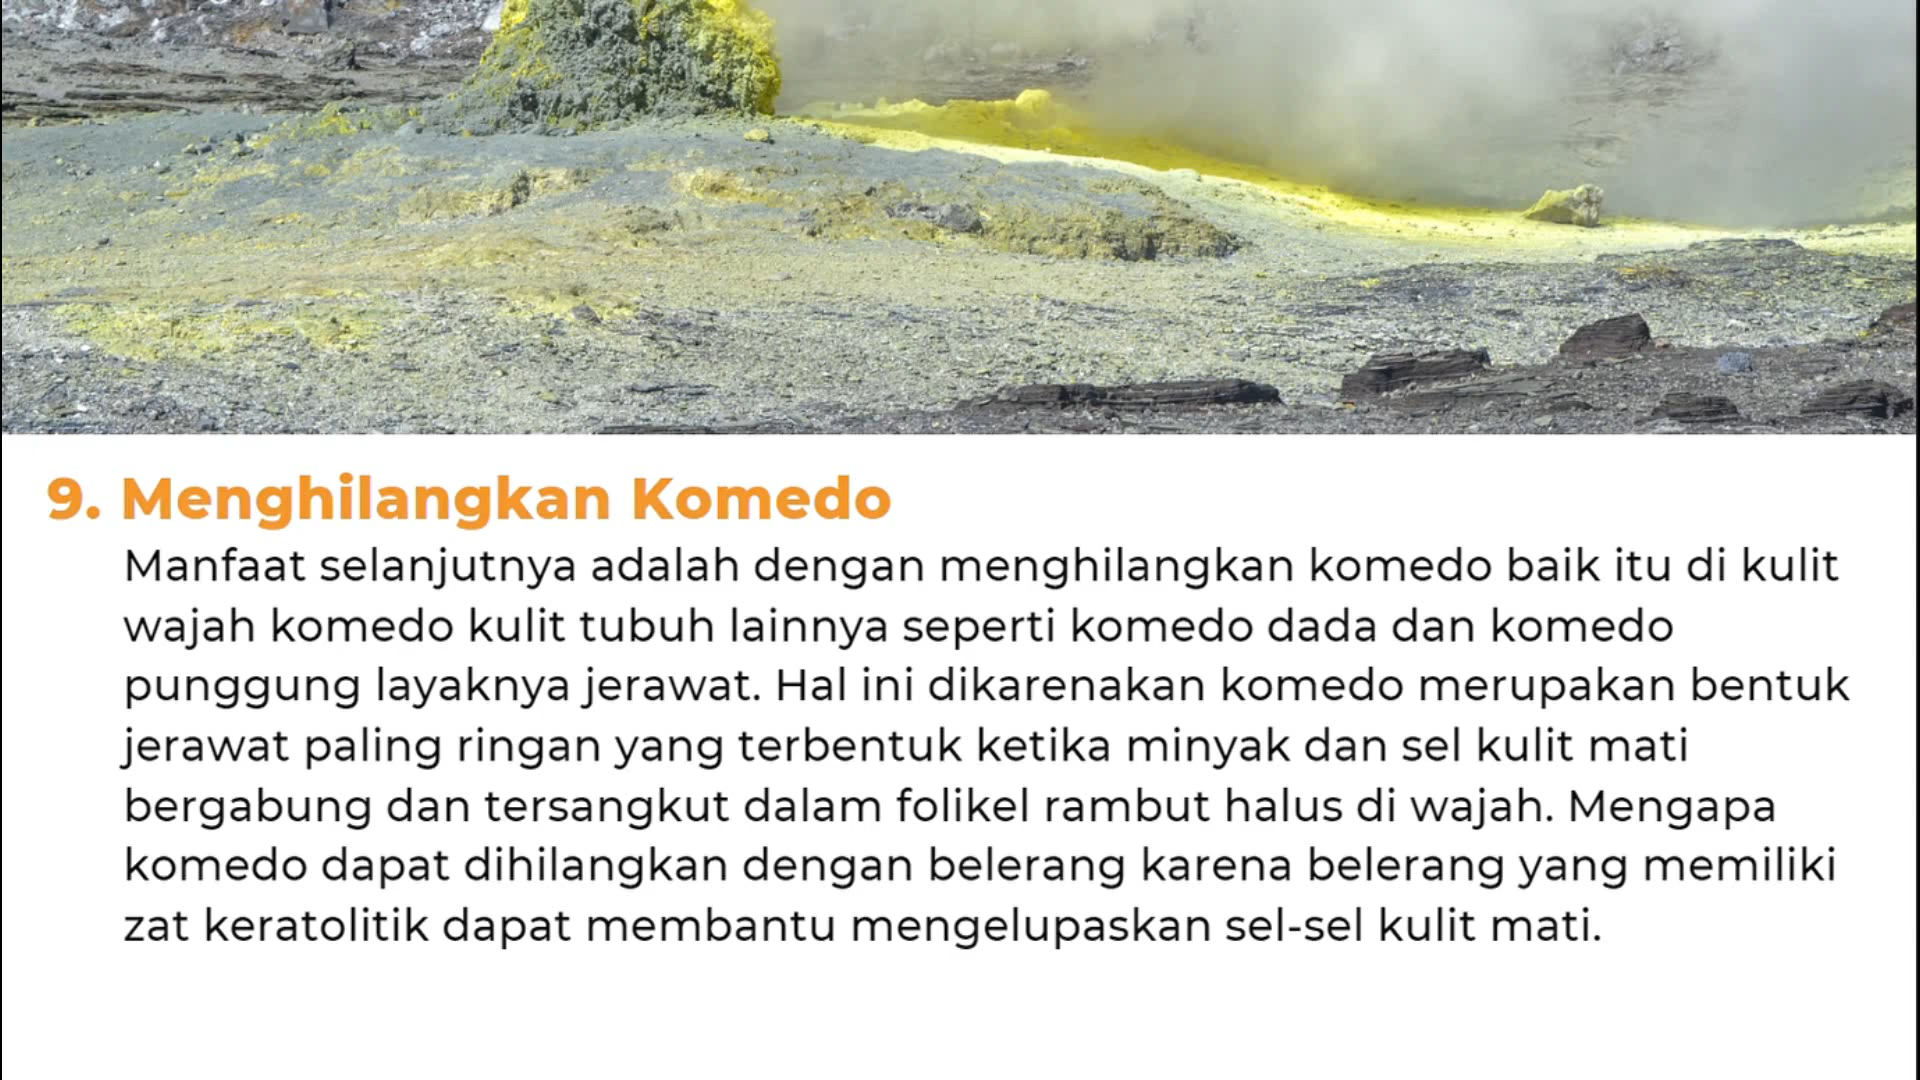 9. Menghilangkan Komedo
Manfaat selanjutnya adalah dengan menghilangkan komedo baik itu di kulit
wajah komedo kulit tubuh lainnya seperti komedo dada dan komedo
punggung layaknya jerawat. Hal ini dikarenakan komedo merupakan bentuk
jerawat paling ringan yang terbentuk ketika minyak dan sel kulit mati
bergabung dan tersangkut dalam folikel rambut halus di wajah. Mengapa
komedo dapat dihilangkan dengan belerang karena belerang yang memiliki
zat keratolitik dapat membantu mengelupaskan sel-sel kulit mati.